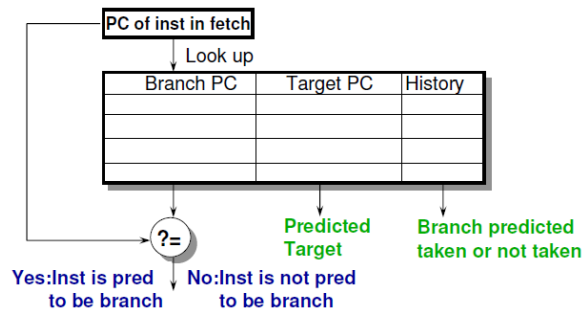 PC of inst in fetch
Look up
Branch PC Target PC History
Predicted
Target
Branch predicted
taken or not taken
?=
Yes:Inst is pred
to be branch
No:Inst is not pred
to be branch